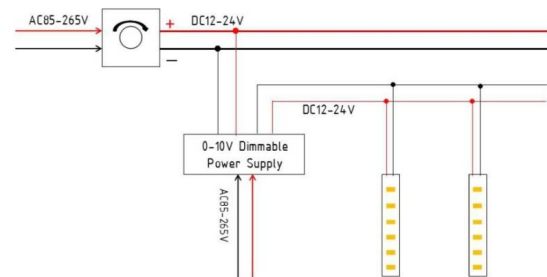 AC85-265V
+
DC12-24V
−
DC12-24V
0-10V Dimmable
Power Supply
AC85-265V